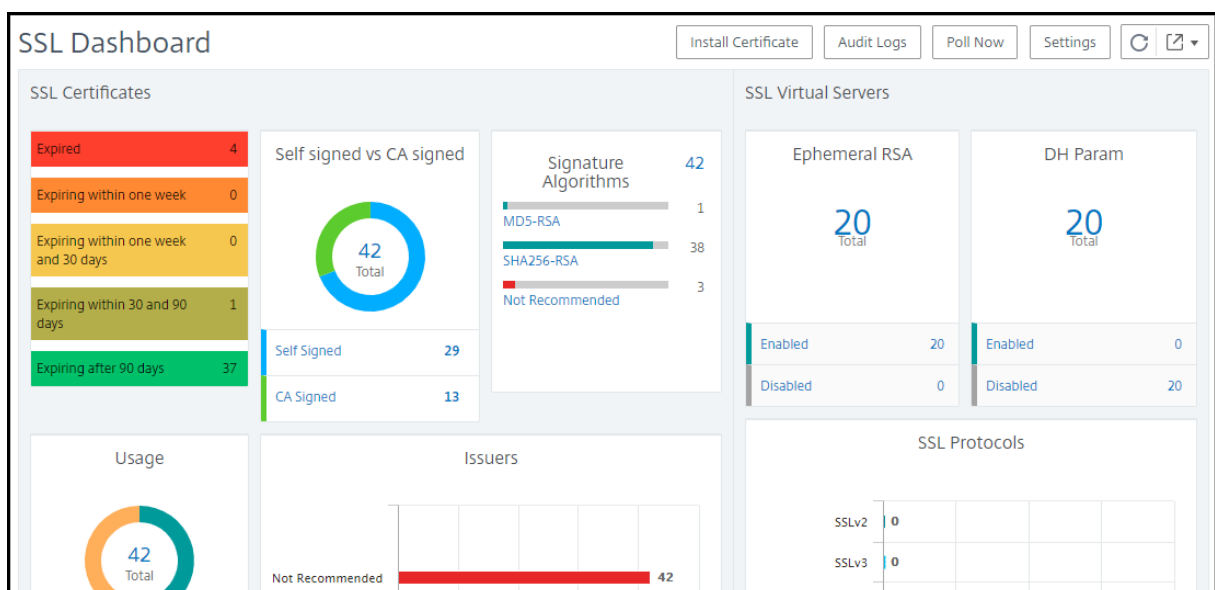 SSL Dashboard
Install Certificate
Audit Logs
Poll Now
Settings
SSL Certificates
Expired 4
Expiring within one week 0
Expiring within one week
and 30 days 0
Expiring within 30 and 90
days 1
Expiring after 90 days 37
Self signed vs CA signed
42
Total
Self Signed 29
CA Signed 13
Signature
Algorithms 42
1
MD5-RSA
38
SHA256-RSA
3
Not Recommended
Usage
42
Total
Issuers
Not Recommended 42
SSL Virtual Servers
Ephemeral RSA
20
Total
Enabled 20
Disabled 0
DH Param
20
Total
Enabled 0
Disabled 20
SSL Protocols
SSLv2 0
SSLv3 0